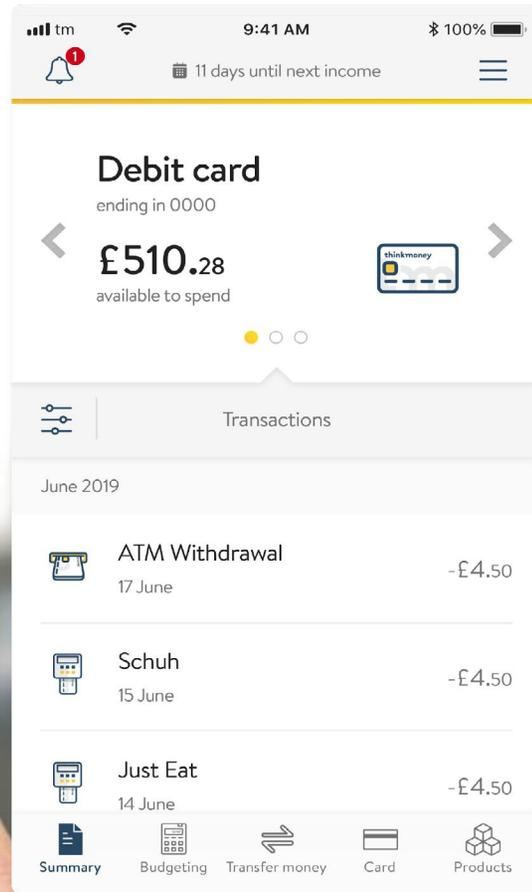 tm
9:41 AM
100%
1
11 days until next income
Debit card
ending in 0000
£510.28
available to spend
thinkmoney
Transactions
June 2019
ATM Withdrawal
-£4.50
17 June
Schuh
-£4.50
15 June
Just Eat
-£4.50
14 June
Summary
Budgeting
Transfer money
Card
Products